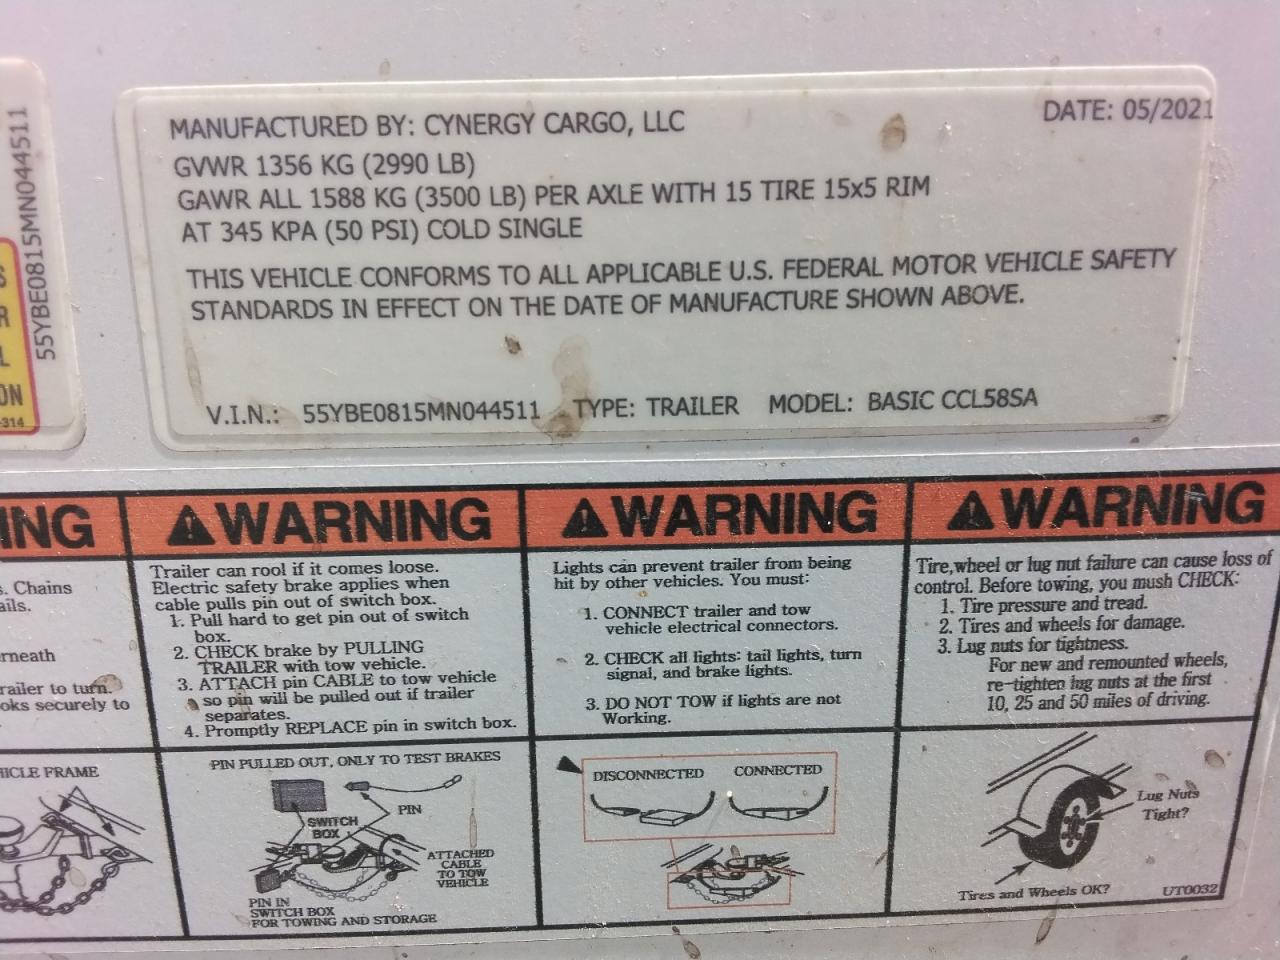 55YBE0815MN044511
S
R
L
ON
-314
MANUFACTURED BY: CYNERGY CARGO, LLC
DATE: 05/2021
GVWR 1356 KG (2990 LB)
GAWR ALL 1588 KG (3500 LB) PER AXLE WITH 15 TIRE 15x5 RIM
AT 345 KPA (50 PSI) COLD SINGLE
THIS VEHICLE CONFORMS TO ALL APPLICABLE U.S. FEDERAL MOTOR VEHICLE SAFETY
STANDARDS IN EFFECT ON THE DATE OF MANUFACTURE SHOWN ABOVE.
V.I.N.: 55YBE0815MN044511 TYPE: TRAILER MODEL: BASIC CCL58SA
ING
s. Chains
ails.
rneath
railer to turn.
oks securely to
HICLE FRAME
WARNING
Trailer can rool if it comes loose.
Electric safety brake applies when
cable pulls pin out of switch box.
1. Pull hard to get pin out of switch
box.
2. CHECK brake by PULLING
TRAILER with tow vehicle.
3. ATTACH pin CABLE to tow vehicle
so pin will be pulled out if trailer
separates.
4. Promptly REPLACE pin in switch box.
PIN PULLED OUT, ONLY TO TEST BRAKES
PIN
SWITCH
BOX
ATTACHED
CABLE
TO TOW
VEHICLE
PIN IN
SWITCH BOX
FOR TOWING AND STORAGE
WARNING
Lights can prevent trailer from being
hit by other vehicles. You must:
1. CONNECT trailer and tow
vehicle electrical connectors.
2. CHECK all lights: tail lights, turn
signal, and brake lights.
3. DO NOT TOW if lights are not
Working.
DISCONNECTED CONNECTED
WARNING
Tire,wheel or lug nut failure can cause loss of
control. Before towing, you mush CHECK:
1. Tire pressure and tread.
2. Tires and wheels for damage.
3. Lug nuts for tightness.
For new and remounted wheels,
re-tighten lug nuts at the first
10, 25 and 50 miles of driving.
Lug Nuts
Tight?
Tires and Wheels OK?
UT0032